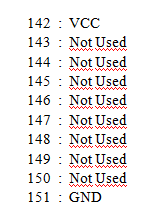 142 : VCC
143 : Not Used
144 : Not Used
145 : Not Used
146 : Not Used
147 : Not Used
148 : Not Used
149 : Not Used
150 : Not Used
151 : GND